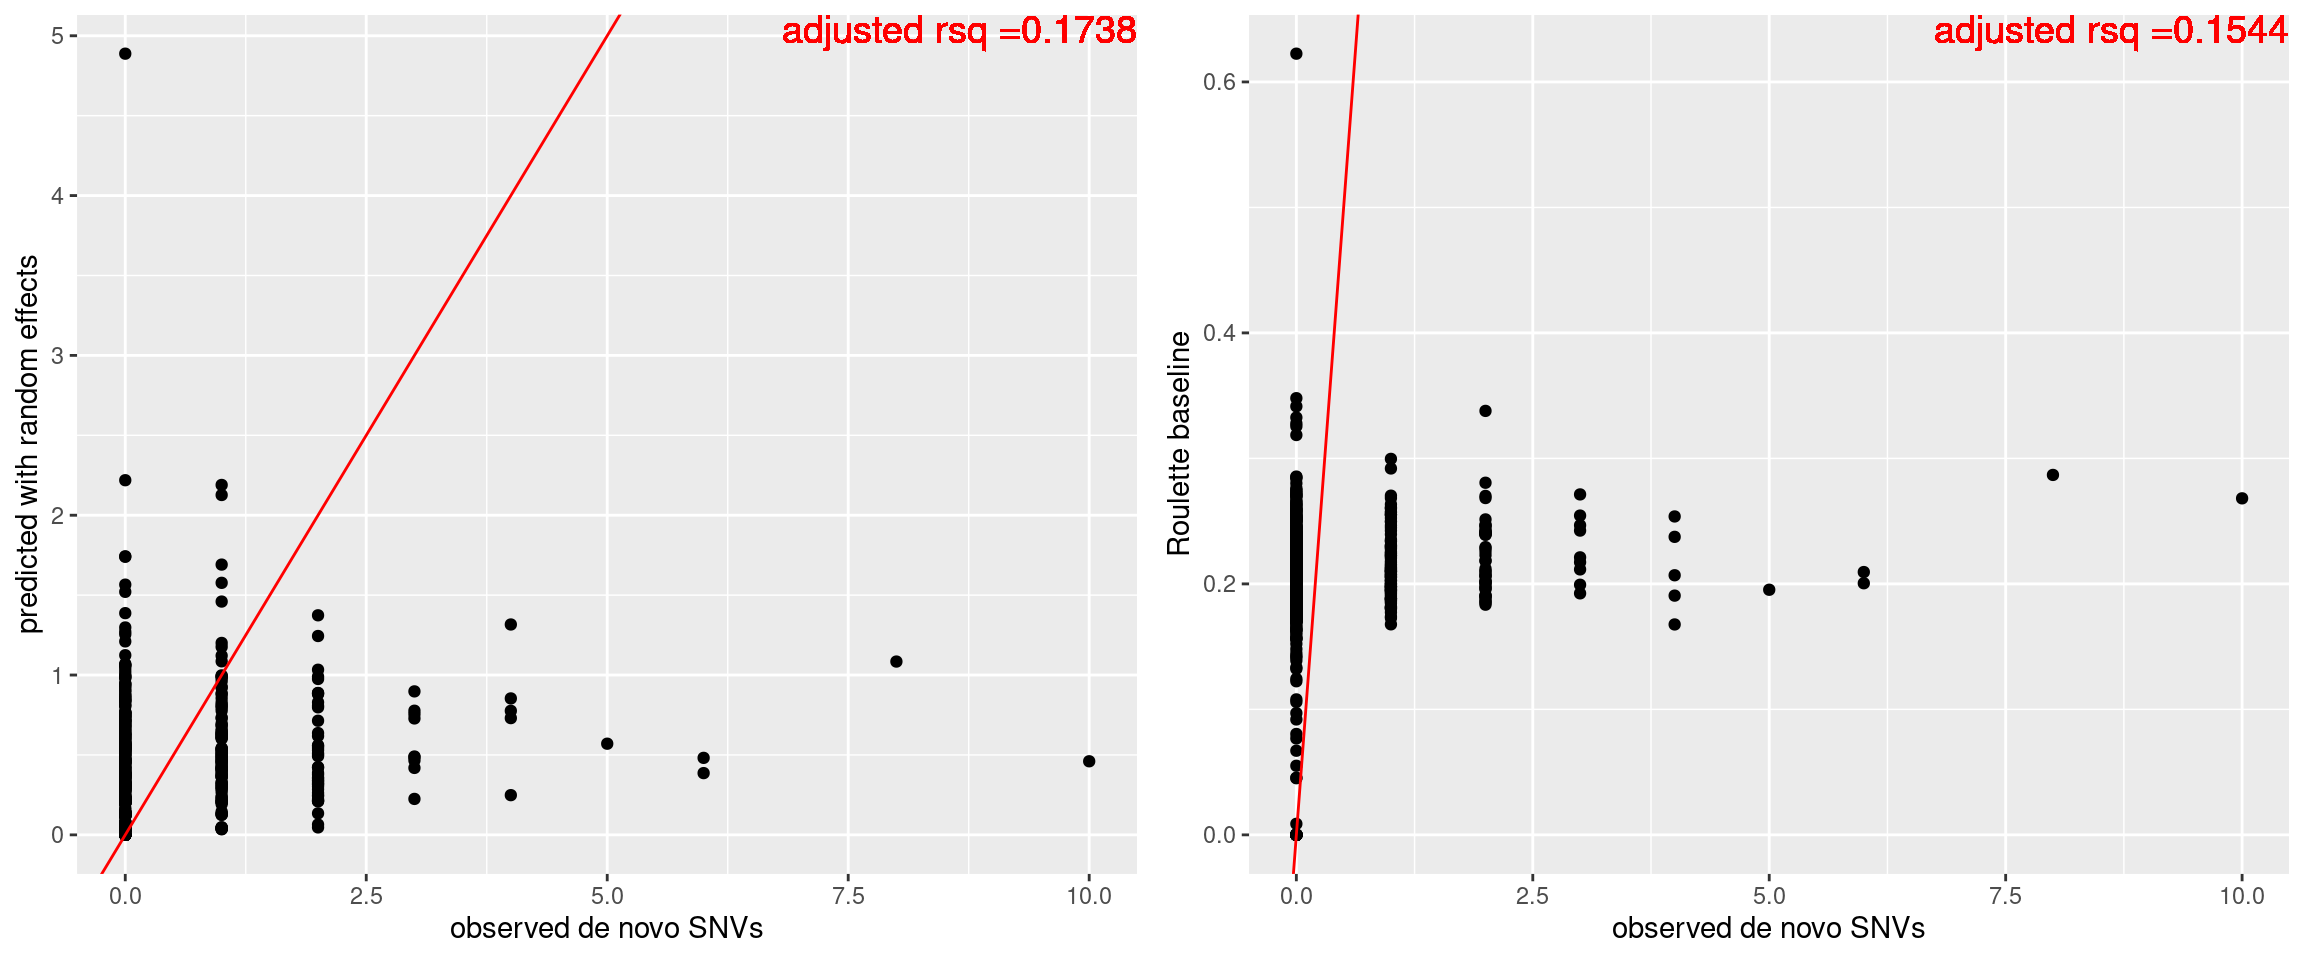 adjusted rsq =0.1738
predicted with random effects
5
4
3
2
1
0
0.0 2.5 5.0 7.5 10.0
observed de novo SNVs
adjusted rsq =0.1544
Roulette baseline
0.6
0.4
0.2
0.0
0.0 2.5 5.0 7.5 10.0
observed de novo SNVs